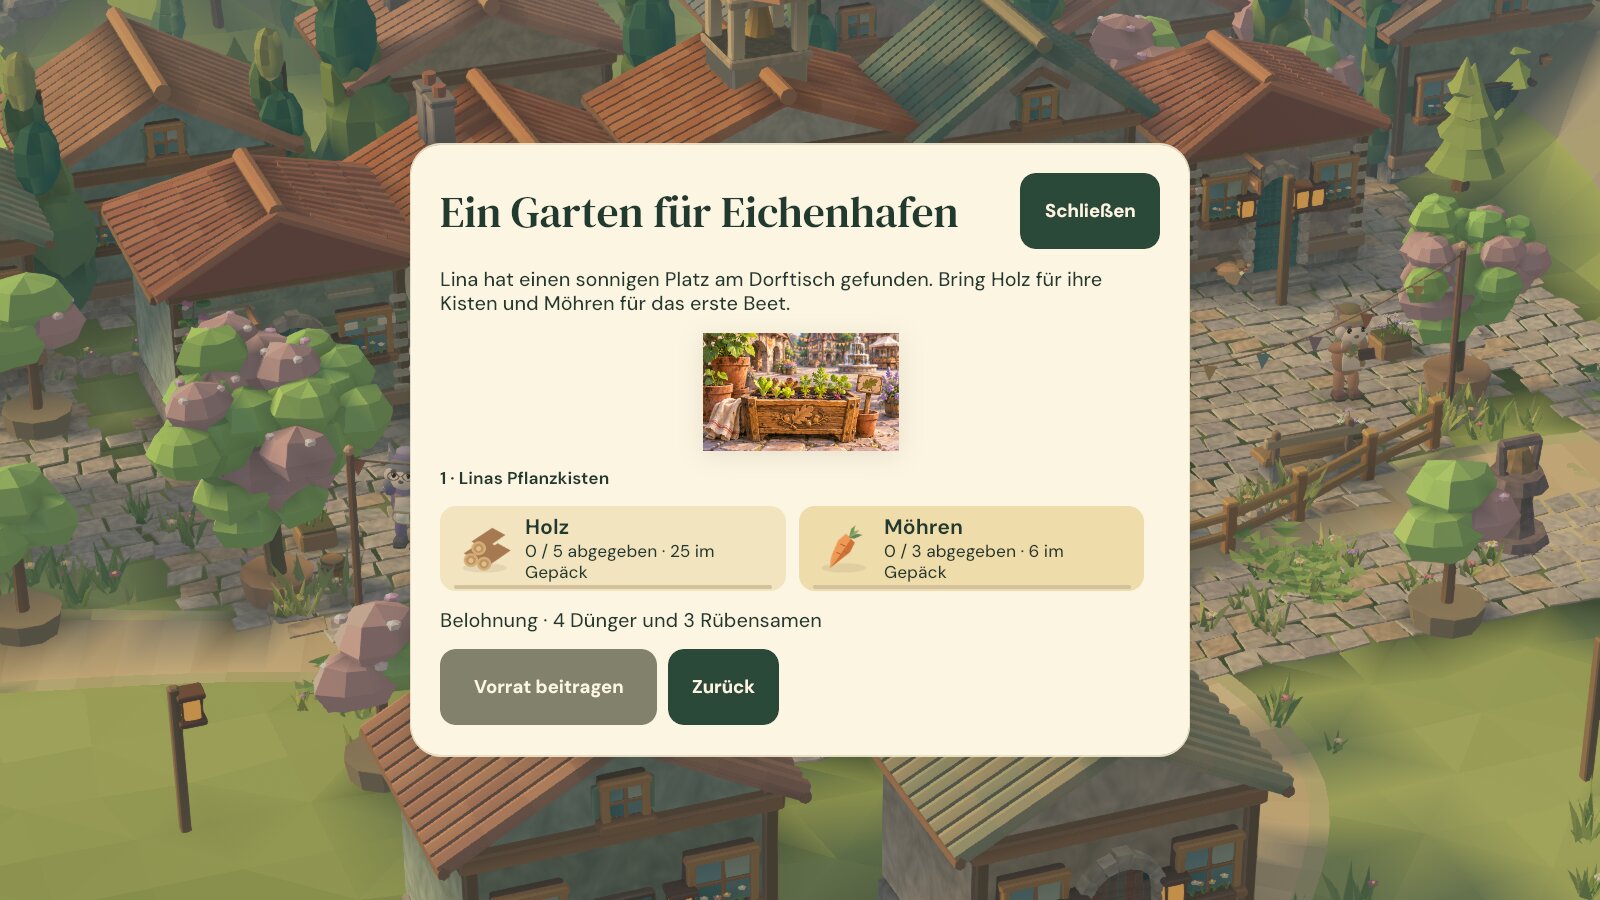 Ein Garten für Eichenhafen
Schließen
Lina hat einen sonnigen Platz am Dorftisch gefunden. Bring Holz für ihre
Kisten und Möhren für das erste Beet.
1 · Linas Pflanzkisten
Holz
0 / 5 abgegeben · 25 im
Gepäck
Möhren
0 / 3 abgegeben · 6 im
Gepäck
Belohnung · 4 Dünger und 3 Rübensamen
Vorrat beitragen
Zurück